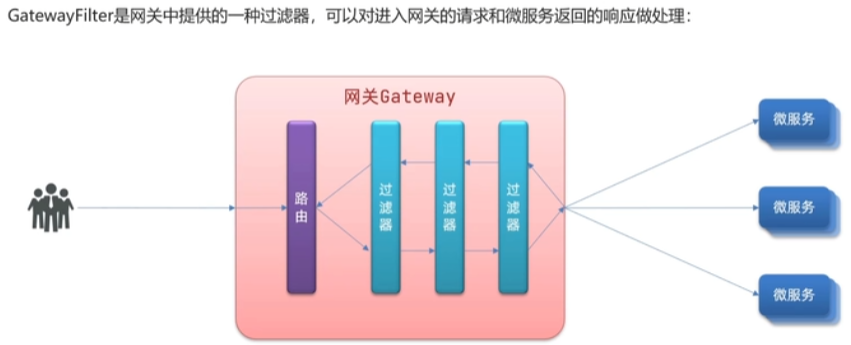 GatewayFilter是网关中提供的一种过滤器，可以对进入网关的请求和微服务返回的响应做处理：
网关Gateway
路由
过滤器
过滤器
过滤器
微服务
微服务
微服务